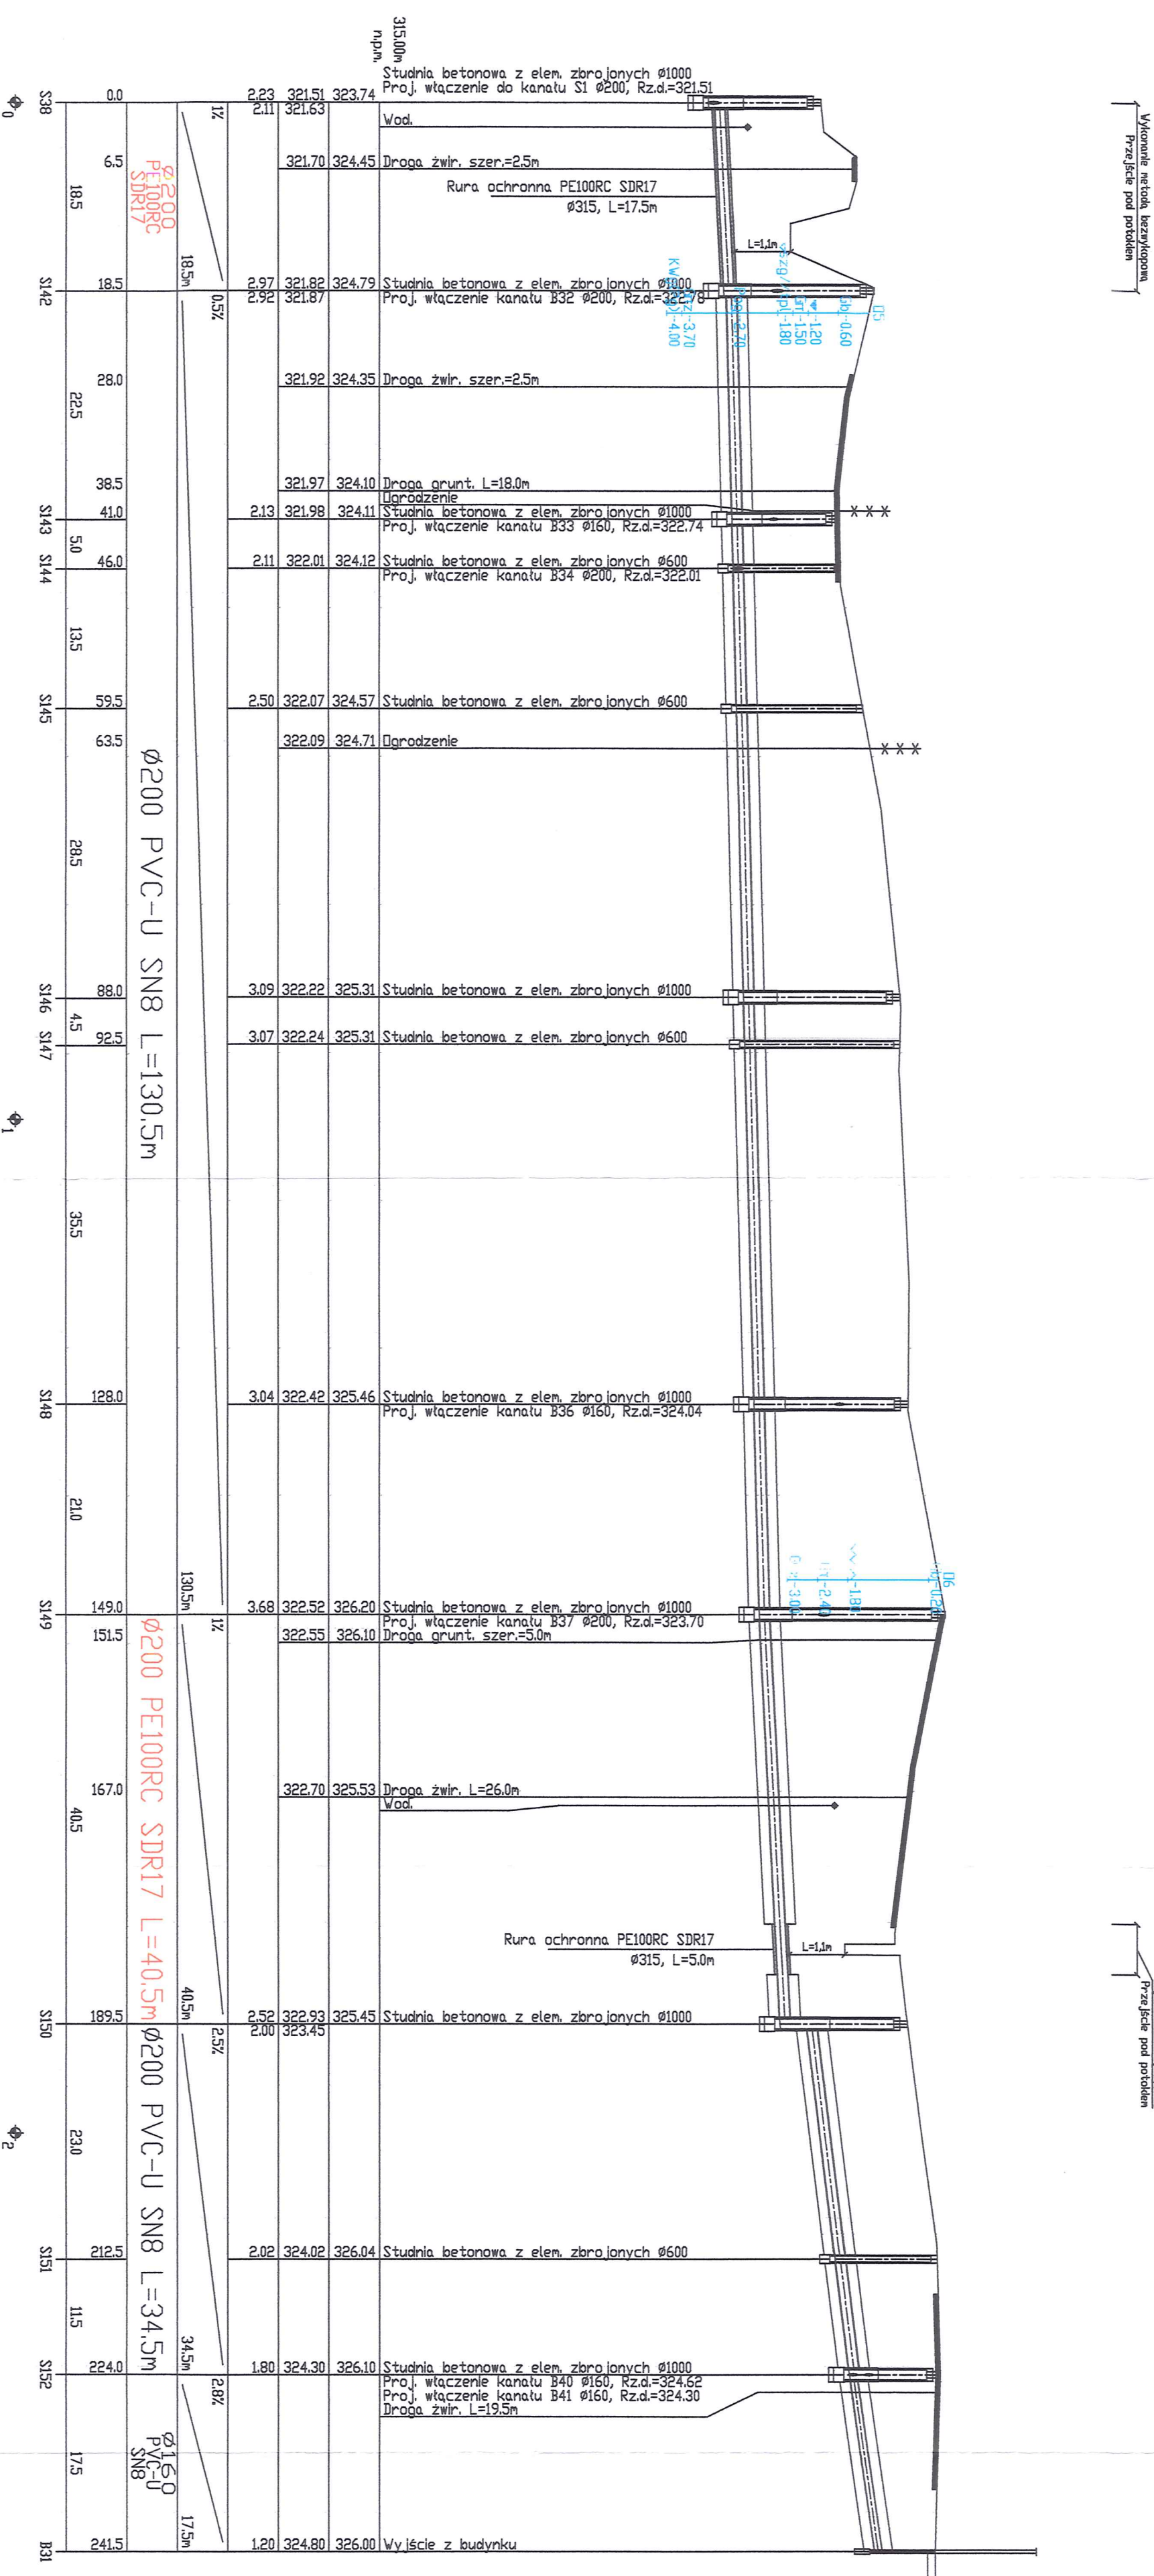 Wykonanie metodą bezwykopową
Przejście pod potokiem
Przejście pod potokiem
315.00m
n.p.m.
Studnia betonowa z elem. zbrojonych Ø1000
Proj. włączenie do kanału S1 Ø200, Rz.d.=321.51
S38 0.0 2.23 321.51 323.74
2.11 321.63
1%
Wod.
6.5 321.70 324.45 Droga żwir. szer.=2.5m
18.5
Ø200
PE100RC
SDR17
Rura ochronna PE100RC SDR17
Ø315, L=17.5m
L=1,1m
18.5m
S142 18.5 2.97 321.82 324.79 Studnia betonowa z elem. zbrojonych Ø1000
0.5% 2.92 321.87 Proj. włączenie kanału B32 Ø200, Rz.d.=322.78
-0.60
-1.20
-1.50
-1.80
-2.70
-3.70
-4.00
28.0 321.92 324.35 Droga żwir. szer.=2.5m
22.5
38.5 321.97 324.10 Droga grunt. L=18.0m
Ogrodzenie
S143 41.0 2.13 321.98 324.11 Studnia betonowa z elem. zbrojonych Ø1000
Proj. włączenie kanału B33 Ø160, Rz.d.=322.74
5.0
S144 46.0 2.11 322.01 324.12 Studnia betonowa z elem. zbrojonych Ø600
Proj. włączenie kanału B34 Ø200, Rz.d.=322.01
13.5
S145 59.5 2.50 322.07 324.57 Studnia betonowa z elem. zbrojonych Ø600
63.5 322.09 324.71 Ogrodzenie
Ø200 PVC-U SN8 L=130.5m
28.5
S146 88.0 3.09 322.22 325.31 Studnia betonowa z elem. zbrojonych Ø1000
4.5
S147 92.5 3.07 322.24 325.31 Studnia betonowa z elem. zbrojonych Ø600
35.5
S148 128.0 3.04 322.42 325.46 Studnia betonowa z elem. zbrojonych Ø1000
Proj. włączenie kanału B36 Ø160, Rz.d.=324.04
21.0
130.5m
S149 149.0 3.68 322.52 326.20 Studnia betonowa z elem. zbrojonych Ø1000
1% Proj. włączenie kanału B37 Ø200, Rz.d.=323.70
151.5 322.55 326.10 Droga grunt. szer.=5.0m
Ø200 PE100RC SDR17 L=40.5m
167.0 322.70 325.53 Droga żwir. L=26.0m
Wod.
40.5
Rura ochronna PE100RC SDR17
Ø315, L=5.0m
L=1,1m
40.5m
S150 189.5 2.52 322.93 325.45 Studnia betonowa z elem. zbrojonych Ø1000
2.5% 2.00 323.45
Ø200 PVC-U SN8 L=34.5m
23.0
S151 212.5 2.02 324.02 326.04 Studnia betonowa z elem. zbrojonych Ø600
11.5
34.5m
S152 224.0 1.80 324.30 326.10 Studnia betonowa z elem. zbrojonych Ø1000
2.8% Proj. włączenie kanału B40 Ø160, Rz.d.=324.62
Proj. włączenie kanału B41 Ø160, Rz.d.=324.30
Droga żwir. L=19.5m
17.5
Ø160
PVC-U
SN8
17.5m
B31 241.5 1.20 324.80 326.00 Wyjście z budynku
0
1
2